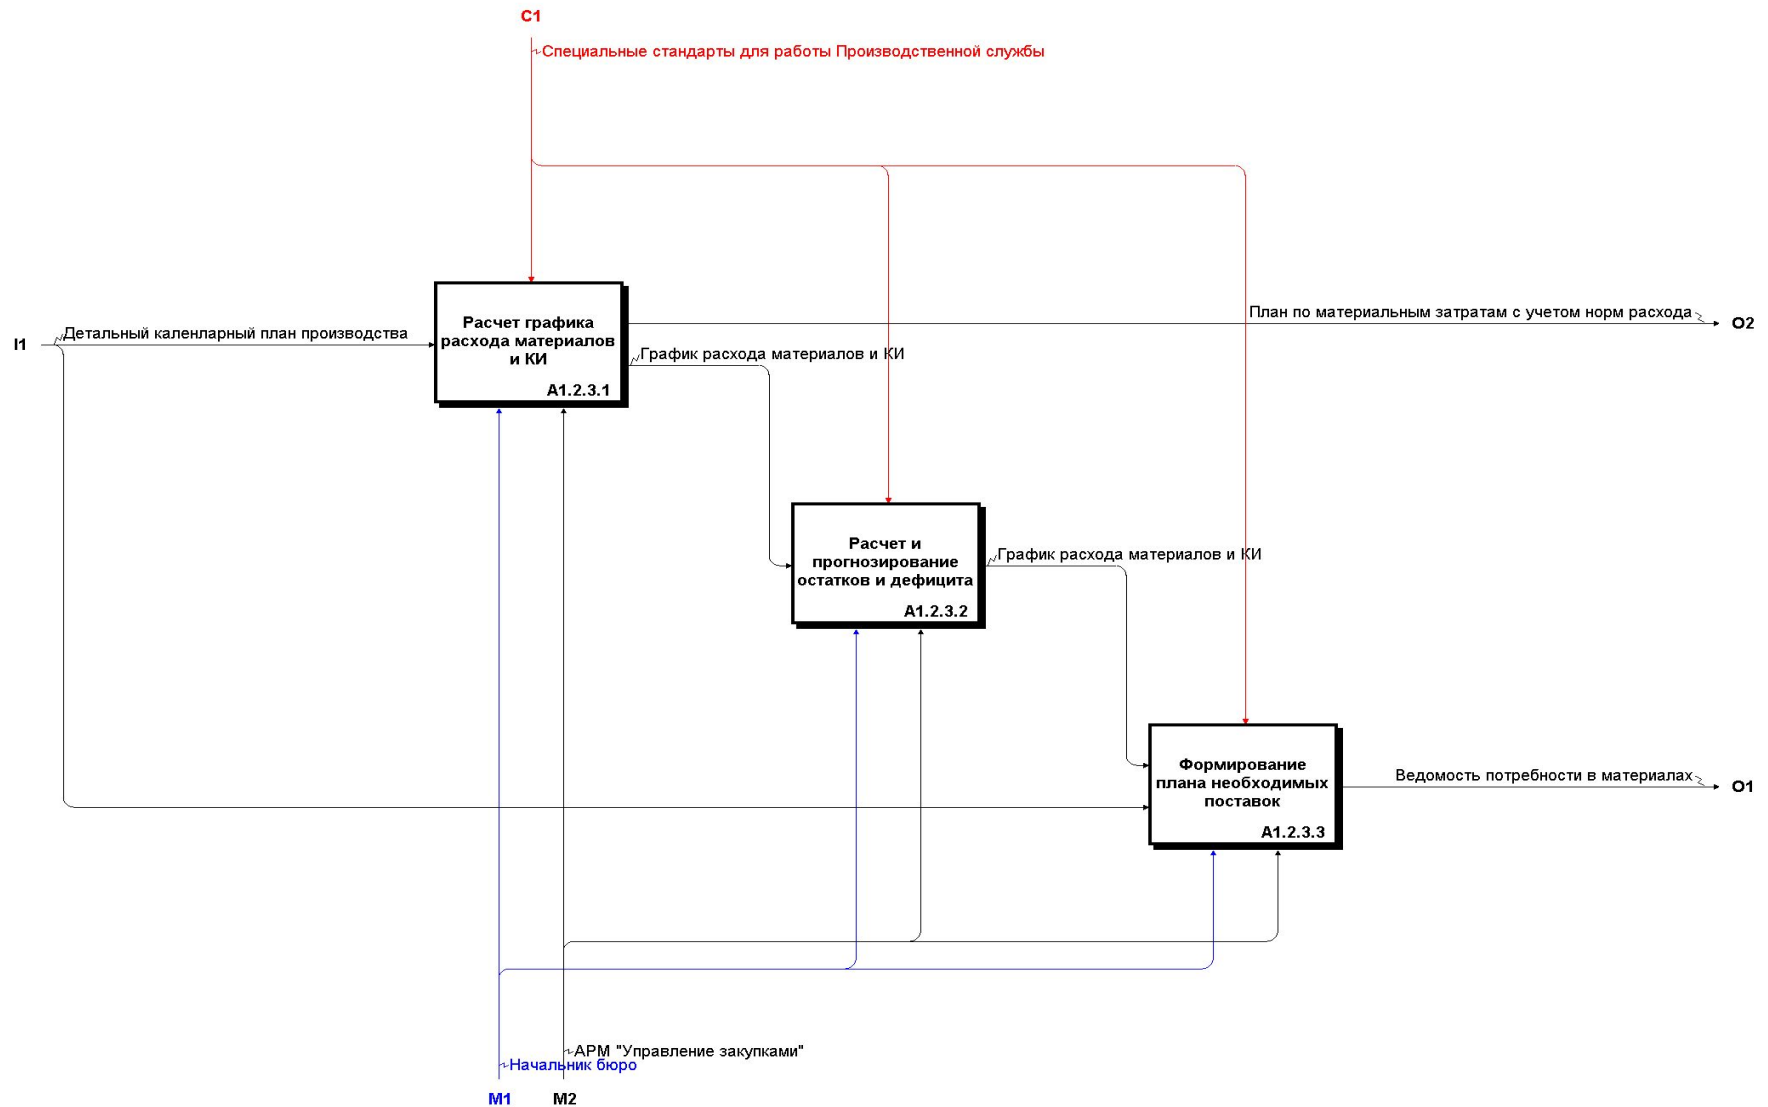 C1
Специальные стандарты для работы Производственной службы
План по материальным затратам с учетом норм расхода
O2
I1
Детальный каленларный план производства
Расчет графика
расхода материалов
и КИ
A1.2.3.1
График расхода материалов и КИ
Расчет и
прогнозирование
остатков и дефицита
A1.2.3.2
График расхода материалов и КИ
Формирование
плана необходимых
поставок
A1.2.3.3
Ведомость потребности в материалах
O1
АРМ "Управление закупками"
Начальник бюро
M1
M2